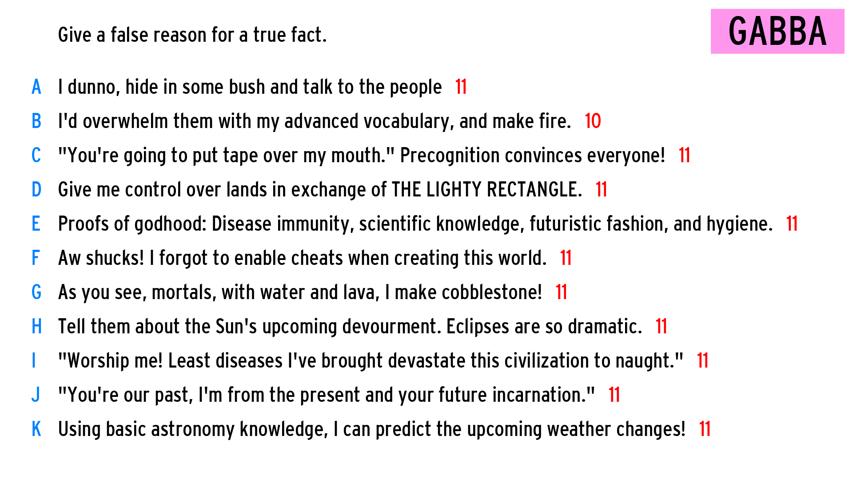 Give a false reason for a true fact.
GABBA
A I dunno, hide in some bush and talk to the people 11
B I'd overwhelm them with my advanced vocabulary, and make fire. 10
C "You're going to put tape over my mouth." Precognition convinces everyone! 11
D Give me control over lands in exchange of THE LIGHTY RECTANGLE. 11
E Proofs of godhood: Disease immunity, scientific knowledge, futuristic fashion, and hygiene. 11
F Aw shucks! I forgot to enable cheats when creating this world. 11
G As you see, mortals, with water and lava, I make cobblestone! 11
H Tell them about the Sun's upcoming devourment. Eclipses are so dramatic. 11
I "Worship me! Least diseases I've brought devastate this civilization to naught." 11
J "You're our past, I'm from the present and your future incarnation." 11
K Using basic astronomy knowledge, I can predict the upcoming weather changes! 11